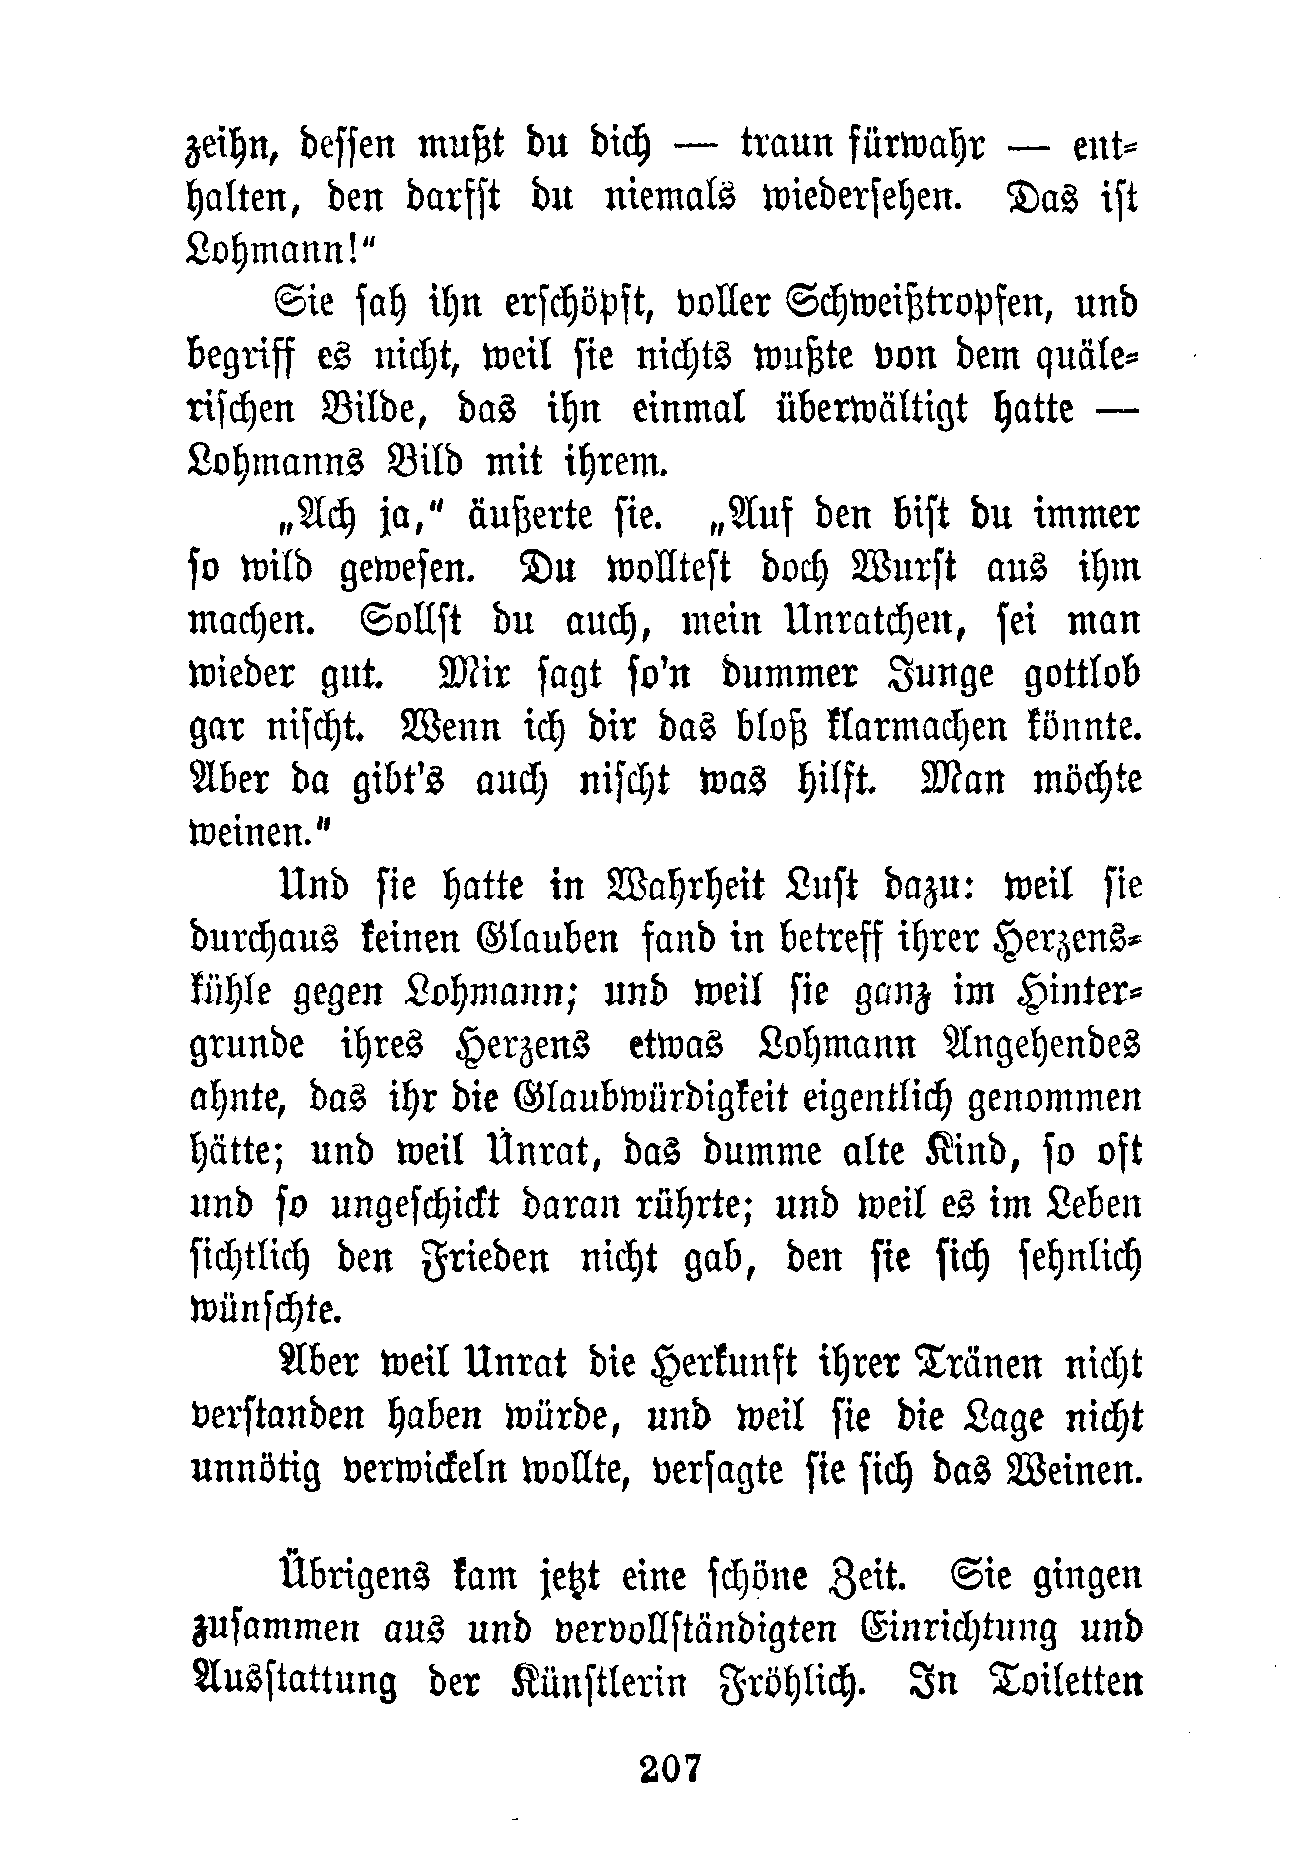 zeihn, dessen mußt du dich — traun fürwahr — ent-
halten, den darfst du niemals wiedersehen. Das ist
Lohmann!“
Sie sah ihn erschöpft, voller Schweißtropfen, und
begriff es nicht, weil sie nichts wußte von dem quäle-
rischen Bilde, das ihn einmal überwältigt hatte —
Lohmanns Bild mit ihrem.
„Ach ja,“ äußerte sie. „Auf den bist du immer
so wild gewesen. Du wolltest doch Wurst aus ihm
machen. Sollst du auch, mein Unratchen, sei man
wieder gut. Mir sagt so'n dummer Junge gottlob
gar nischt. Wenn ich dir das bloß klarmachen könnte.
Aber da gibt's auch nischt was hilft. Man möchte
weinen.“
Und sie hatte in Wahrheit Lust dazu: weil sie
durchaus keinen Glauben fand in betreff ihrer Herzens-
kühle gegen Lohmann; und weil sie ganz im Hinter-
grunde ihres Herzens etwas Lohmann Angehendes
ahnte, das ihr die Glaubwürdigkeit eigentlich genommen
hätte; und weil Unrat, das dumme alte Kind, so oft
und so ungeschickt daran rührte; und weil es im Leben
sichtlich den Frieden nicht gab, den sie sich sehnlich
wünschte.
Aber weil Unrat die Herkunft ihrer Tränen nicht
verstanden haben würde, und weil sie die Lage nicht
unnötig verwickeln wollte, versagte sie sich das Weinen.
Übrigens kam jetzt eine schöne Zeit. Sie gingen
zusammen aus und vervollständigten Einrichtung und
Ausstattung der Künstlerin Fröhlich. In Toiletten
207